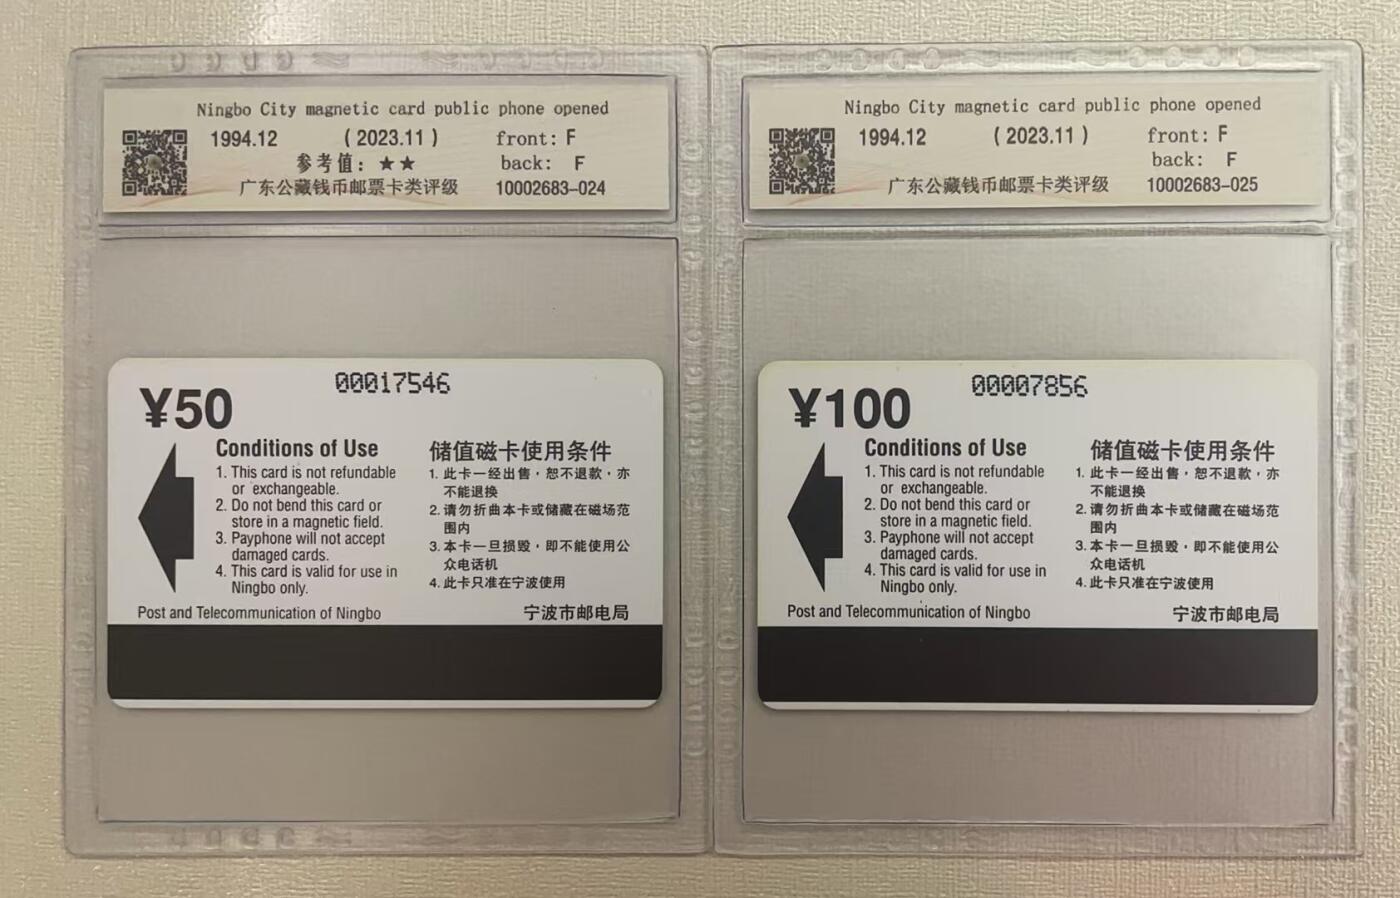 Ningbo City magnetic card public phone opened
1994.12 (2023.11) front: F
参考值：★★ back: F
广东公藏钱币邮票卡类评级 10002683-024
¥50
00017546
Conditions of Use
1. This card is not refundable
or exchangeable.
2. Do not bend this card or
store in a magnetic field.
3. Payphone will not accept
damaged cards.
4. This card is valid for use in
Ningbo only.
储值磁卡使用条件
1. 此卡一经出售·恕不退款·亦
不能退换
2. 请勿折曲本卡或储藏在磁场范
围内
3. 本卡一旦损毁·即不能使用公
众电话机
4. 此卡只准在宁波使用
Post and Telecommunication of Ningbo 宁波市邮电局
Ningbo City magnetic card public phone opened
1994.12 (2023.11) front: F
back: F
广东公藏钱币邮票卡类评级 10002683-025
¥100
00007856
Conditions of Use
1. This card is not refundable
or exchangeable.
2. Do not bend this card or
store in a magnetic field.
3. Payphone will not accept
damaged cards.
4. This card is valid for use in
Ningbo only.
储值磁卡使用条件
1. 此卡一经出售·恕不退款·亦
不能退换
2. 请勿折曲本卡或储藏在磁场范
围内
3. 本卡一旦损毁·即不能使用公
众电话机
4. 此卡只准在宁波使用
Post and Telecommunication of Ningbo 宁波市邮电局